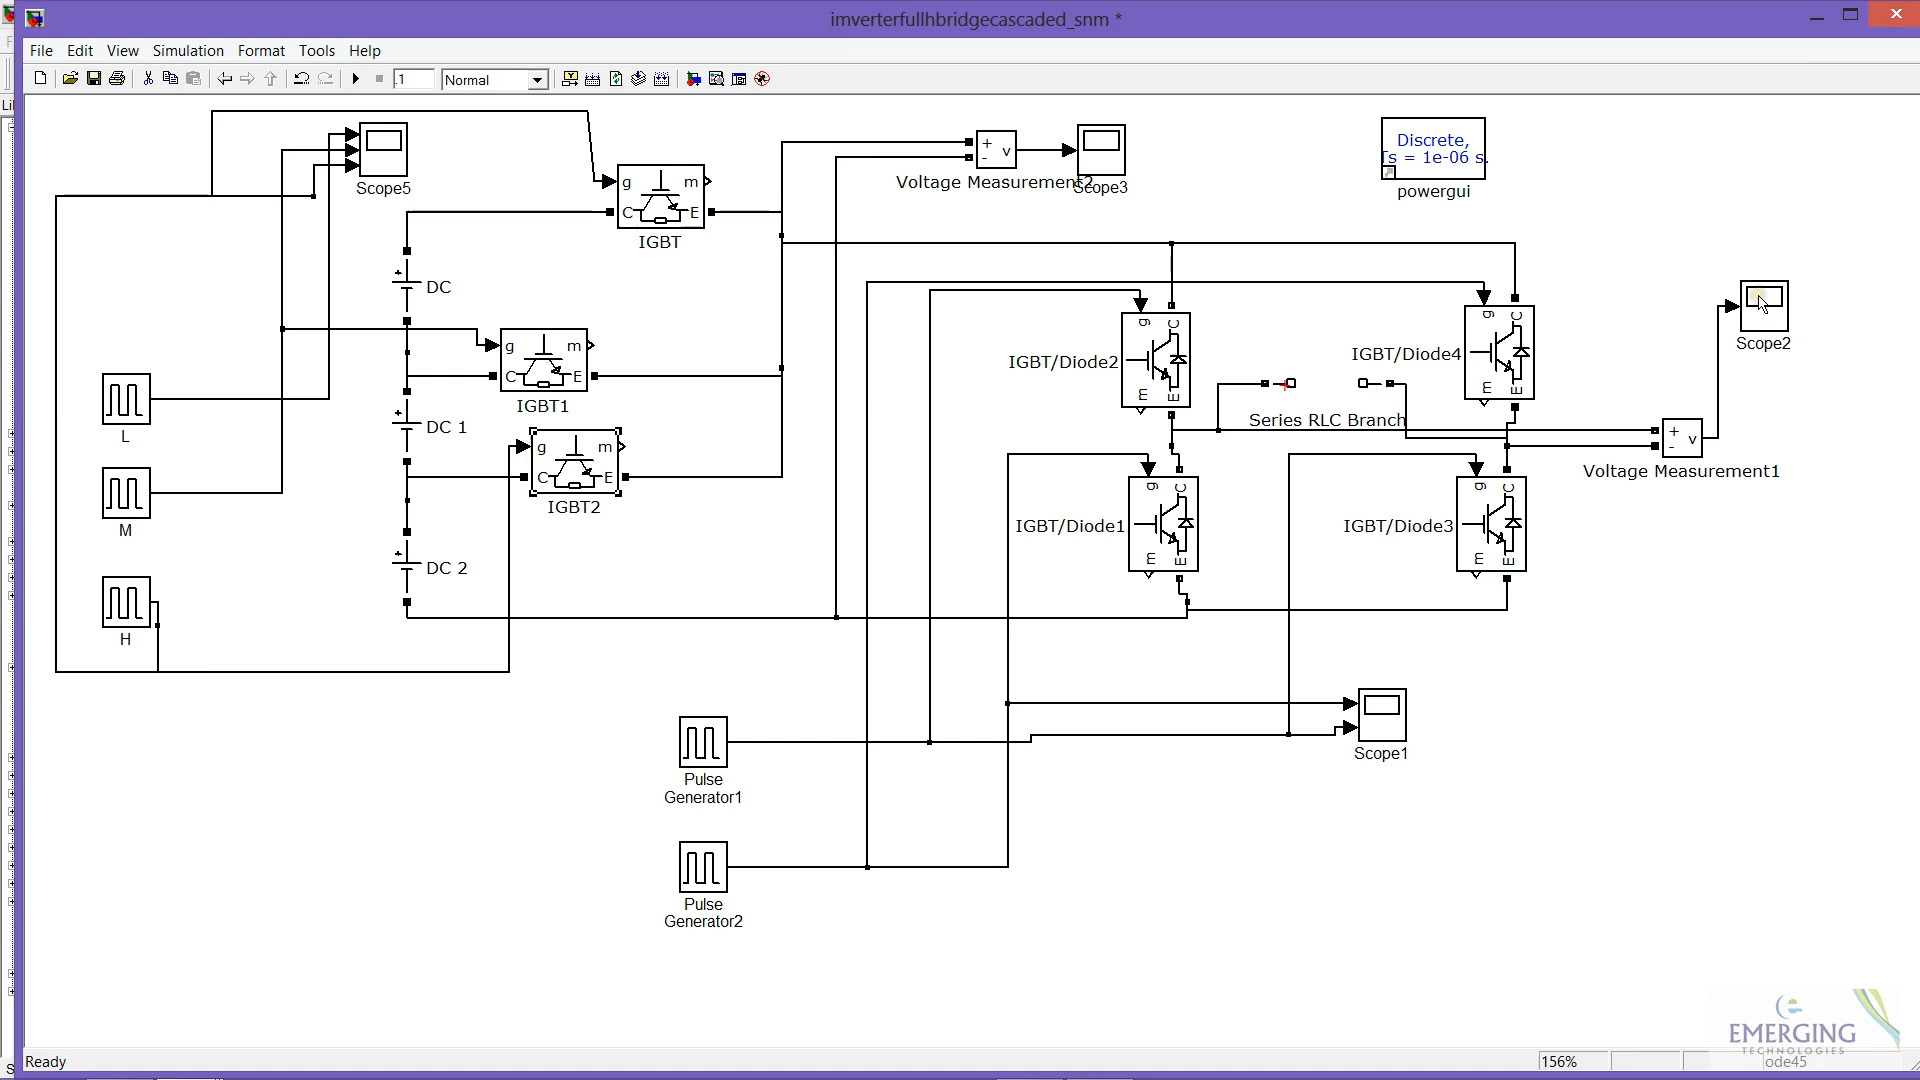 imverterfullhbridgecascaded_snm *
File Edit View Simulation Format Tools Help
.1 Normal
Scope5
g m
C E
IGBT
+ v
-
Voltage Measurement2
Scope3
Discrete,
Ts = 1e-06 s.
powergui
+ DC
g m
C E
IGBT1
+ DC 1
g m
C E
IGBT2
+ DC 2
L
M
H
g C
IGBT/Diode2
m E
g C
IGBT/Diode4
m E
Series RLC Branch
Scope2
+ v
-
Voltage Measurement1
g C
IGBT/Diode1
m E
g C
IGBT/Diode3
m E
Scope1
Pulse
Generator1
Pulse
Generator2
EMERGING
TECHNOLOGIES
Ready 156% ode45